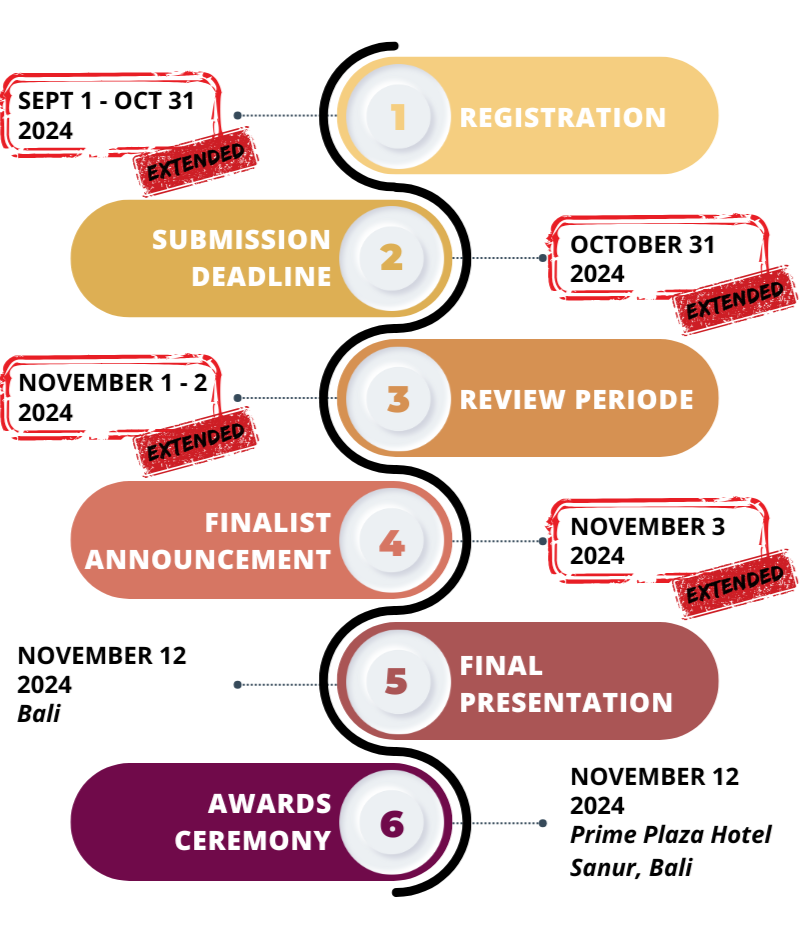 SEPT 1 - OCT 31
2024
EXTENDED
1
REGISTRATION
SUBMISSION
DEADLINE
2
OCTOBER 31
2024
EXTENDED
NOVEMBER 1 - 2
2024
EXTENDED
3
REVIEW PERIODE
FINALIST
ANNOUNCEMENT
4
NOVEMBER 3
2024
EXTENDED
NOVEMBER 12
2024
Bali
5
FINAL
PRESENTATION
AWARDS
CEREMONY
6
NOVEMBER 12
2024
Prime Plaza Hotel
Sanur, Bali